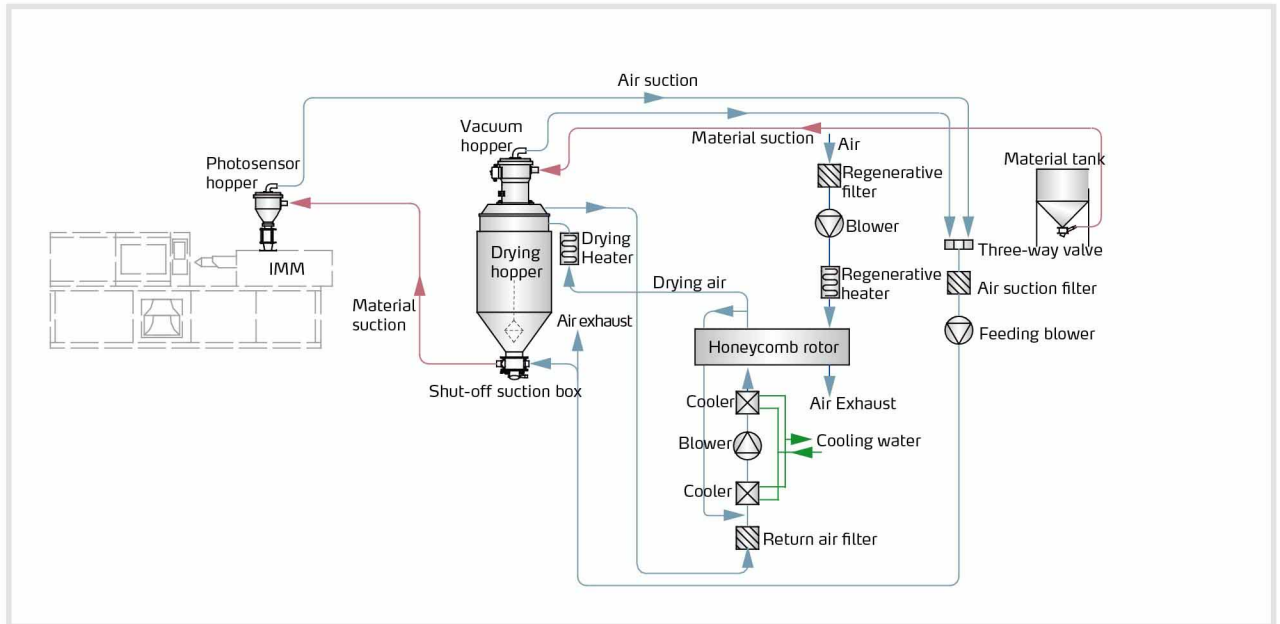 Air suction
Vacuum
hopper
Material suction
Air
Material tank
Photosensor
hopper
Regenerative
filter
Blower
Three-way valve
Drying
Heater
Drying
hopper
IMM
Regenerative
heater
Air suction filter
Drying air
Material
suction
Air exhaust
Feeding blower
Honeycomb rotor
Shut-off suction box
Cooler
Air Exhaust
Blower
Cooling water
Cooler
Return air filter